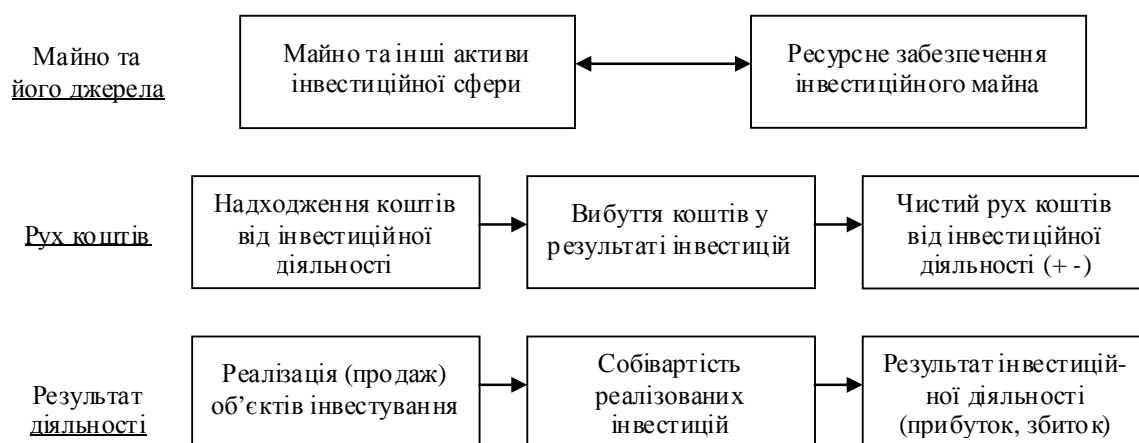 Майно та
його джерела
Майно та інші активи
інвестиційної сфери
Ресурсне забезпечення
інвестиційного майна
Рух коштів
Надходження коштів
від інвестиційної
діяльності
Вибуття коштів у
результаті інвестицій
Чистий рух коштів
від інвестиційної
діяльності (+ -)
Результат
діяльності
Реалізація (продаж)
об’єктів інвестування
Собівартість
реалізованих
інвестицій
Результат інвестицій-
ної діяльності
(прибуток, збиток)